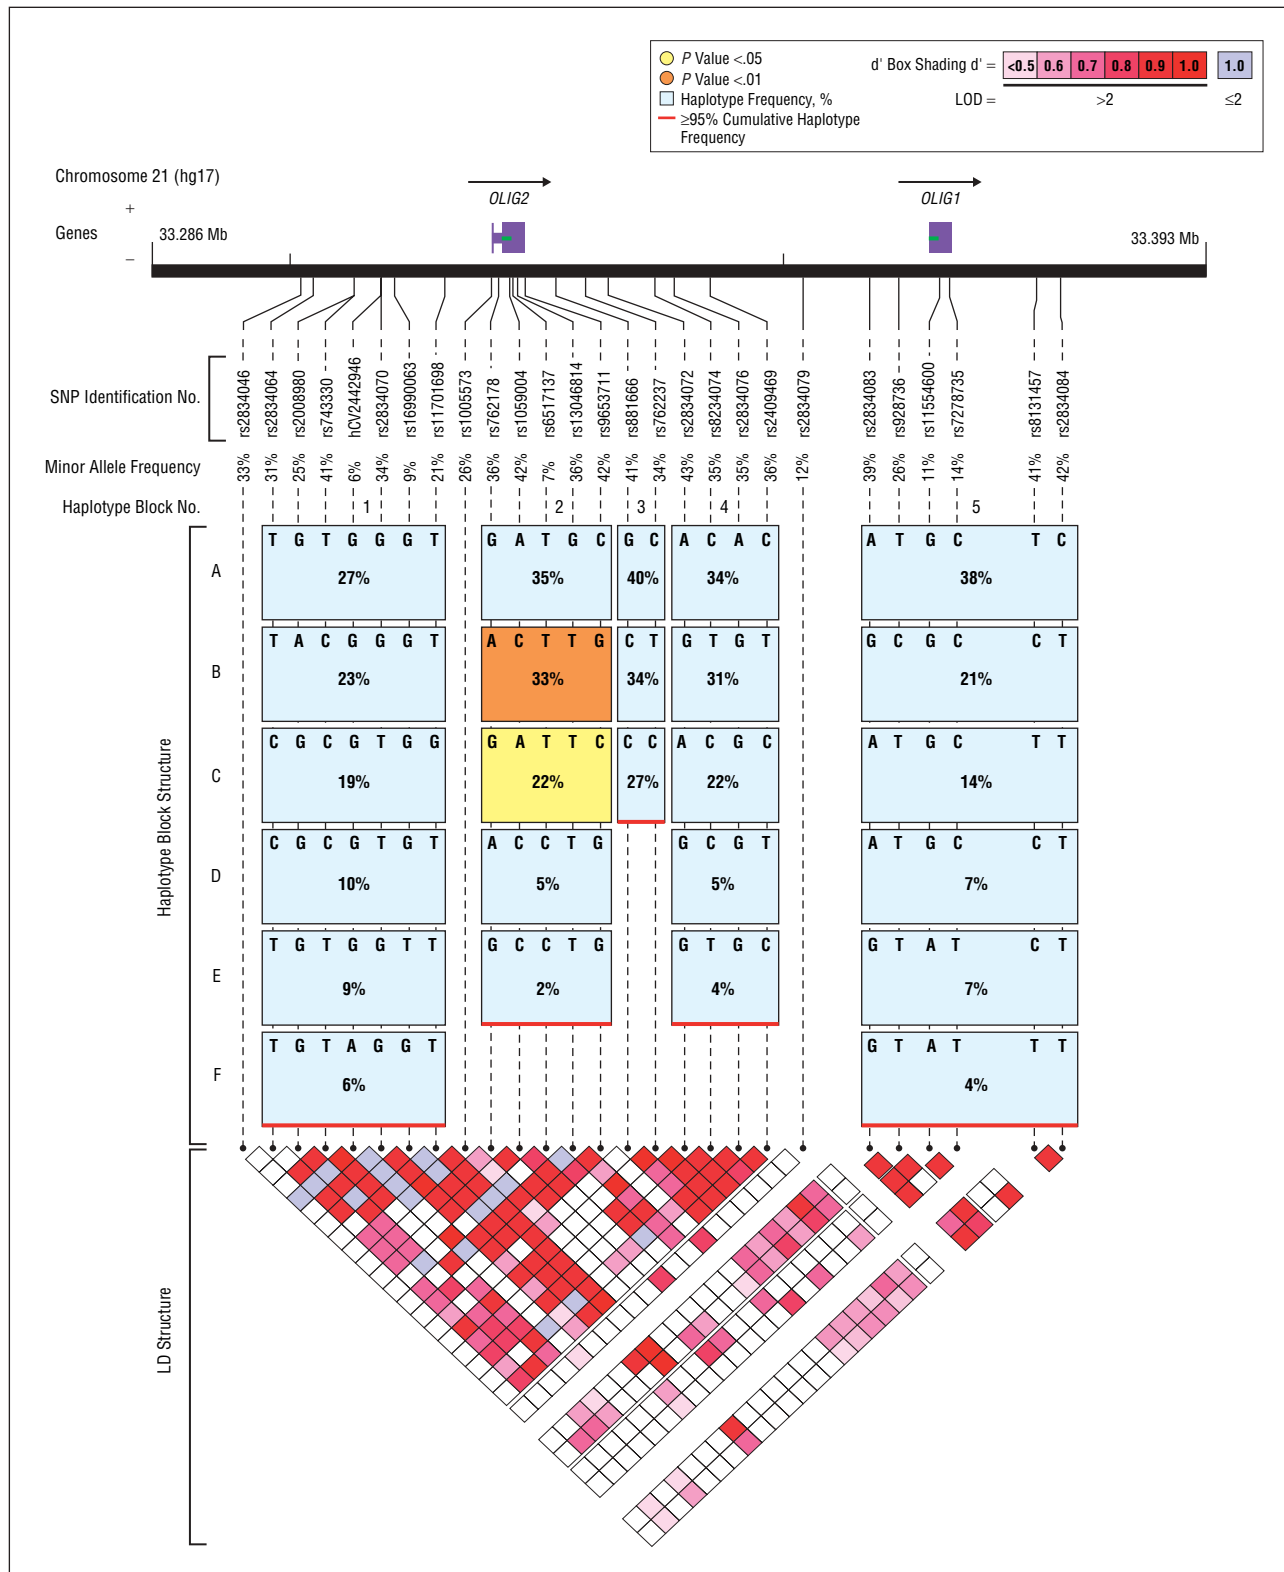 P Value <.05
P Value <.01
Haplotype Frequency, %
≥95% Cumulative Haplotype
Frequency
d' Box Shading d' = <0.5 0.6 0.7 0.8 0.9 1.0 1.0
LOD = >2 ≤2
Chromosome 21 (hg17)
OLIG2 OLIG1
+
Genes
33.286 Mb 33.393 Mb
–
SNP Identification No.
rs2834046 rs2834064 rs2008980 rs743330 hCV2442946 rs2834070 rs16990063 rs11701698 rs1005573 rs762178 rs1059004 rs6517137 rs13046814 rs9653711 rs881666 rs762237 rs2834072 rs8234074 rs2834076 rs2409469 rs2834079 rs2834083 rs928736 rs11554600 rs7278735 rs8131457 rs2834084
Minor Allele Frequency
33% 31% 25% 41% 6% 34% 9% 21% 26% 36% 42% 7% 36% 42% 41% 34% 43% 35% 35% 36% 12% 39% 26% 11% 14% 41% 42%
Haplotype Block No. 1 2 3 4 5
Haplotype Block Structure
T G T G G G T G A T G C G C A C A C A T G C T C
A 27% 35% 40% 34% 38%
T A C G G G T A C T T G C T G T G T G C G C C T
B 23% 33% 34% 31% 21%
C G C G T G G G A T T C C C A C G C A T G C T T
C 19% 22% 27% 22% 14%
C G C G T G T A C C T G G C G T A T G C C T
D 10% 5% 5% 7%
T G T G G T T G C C T G G T G C G T A T C T
E 9% 2% 4% 7%
T G T A G G T G T A T T T
F 6% 4%
LD Structure